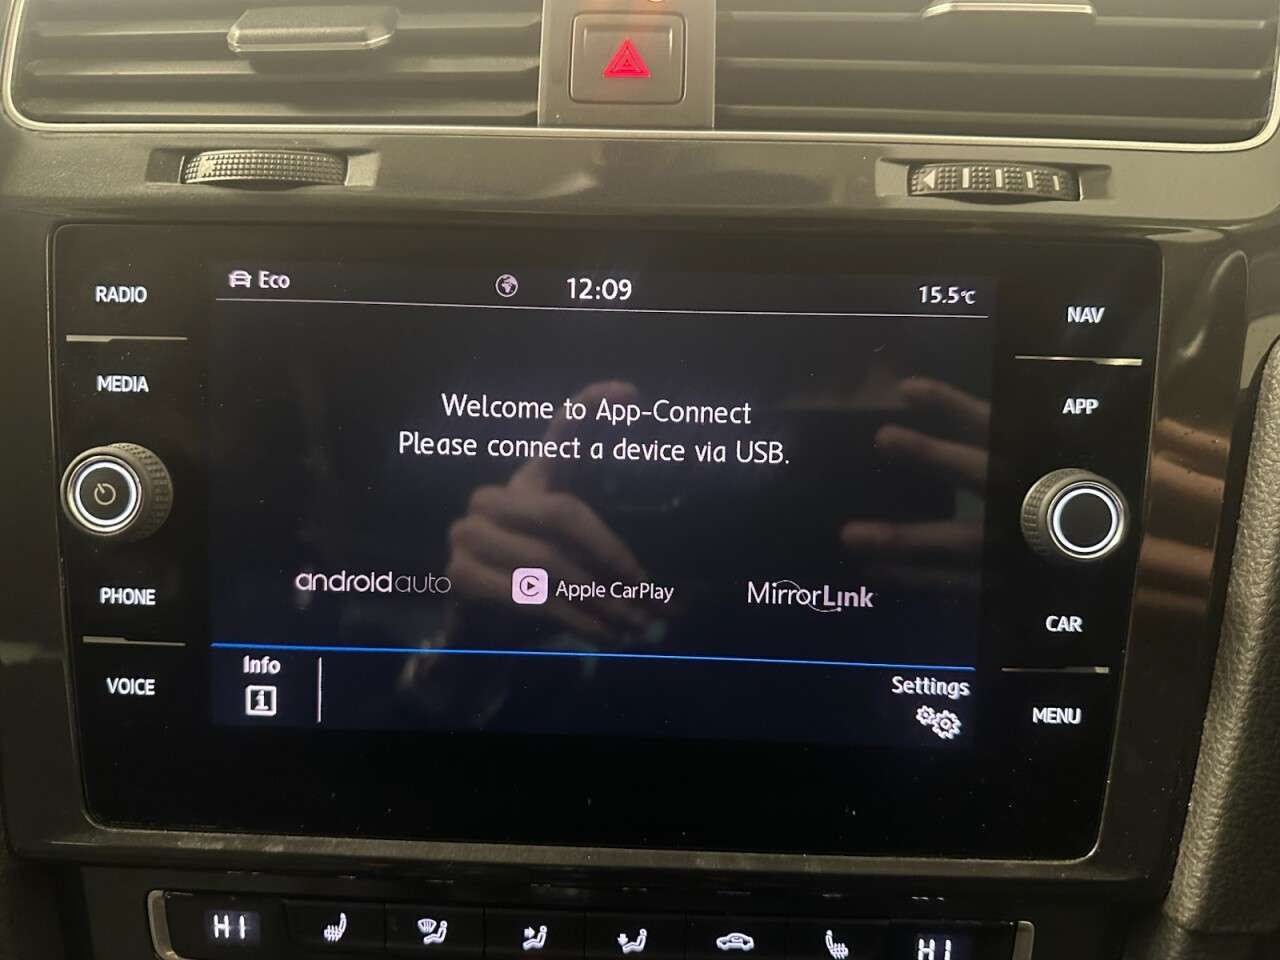 Eco
12:09
15.5°C
RADIO
MEDIA
PHONE
VOICE
Welcome to App-Connect
Please connect a device via USB.
androidauto
Apple CarPlay
MirrorLink
Info
Settings
NAV
APP
CAR
MENU
HI
HI